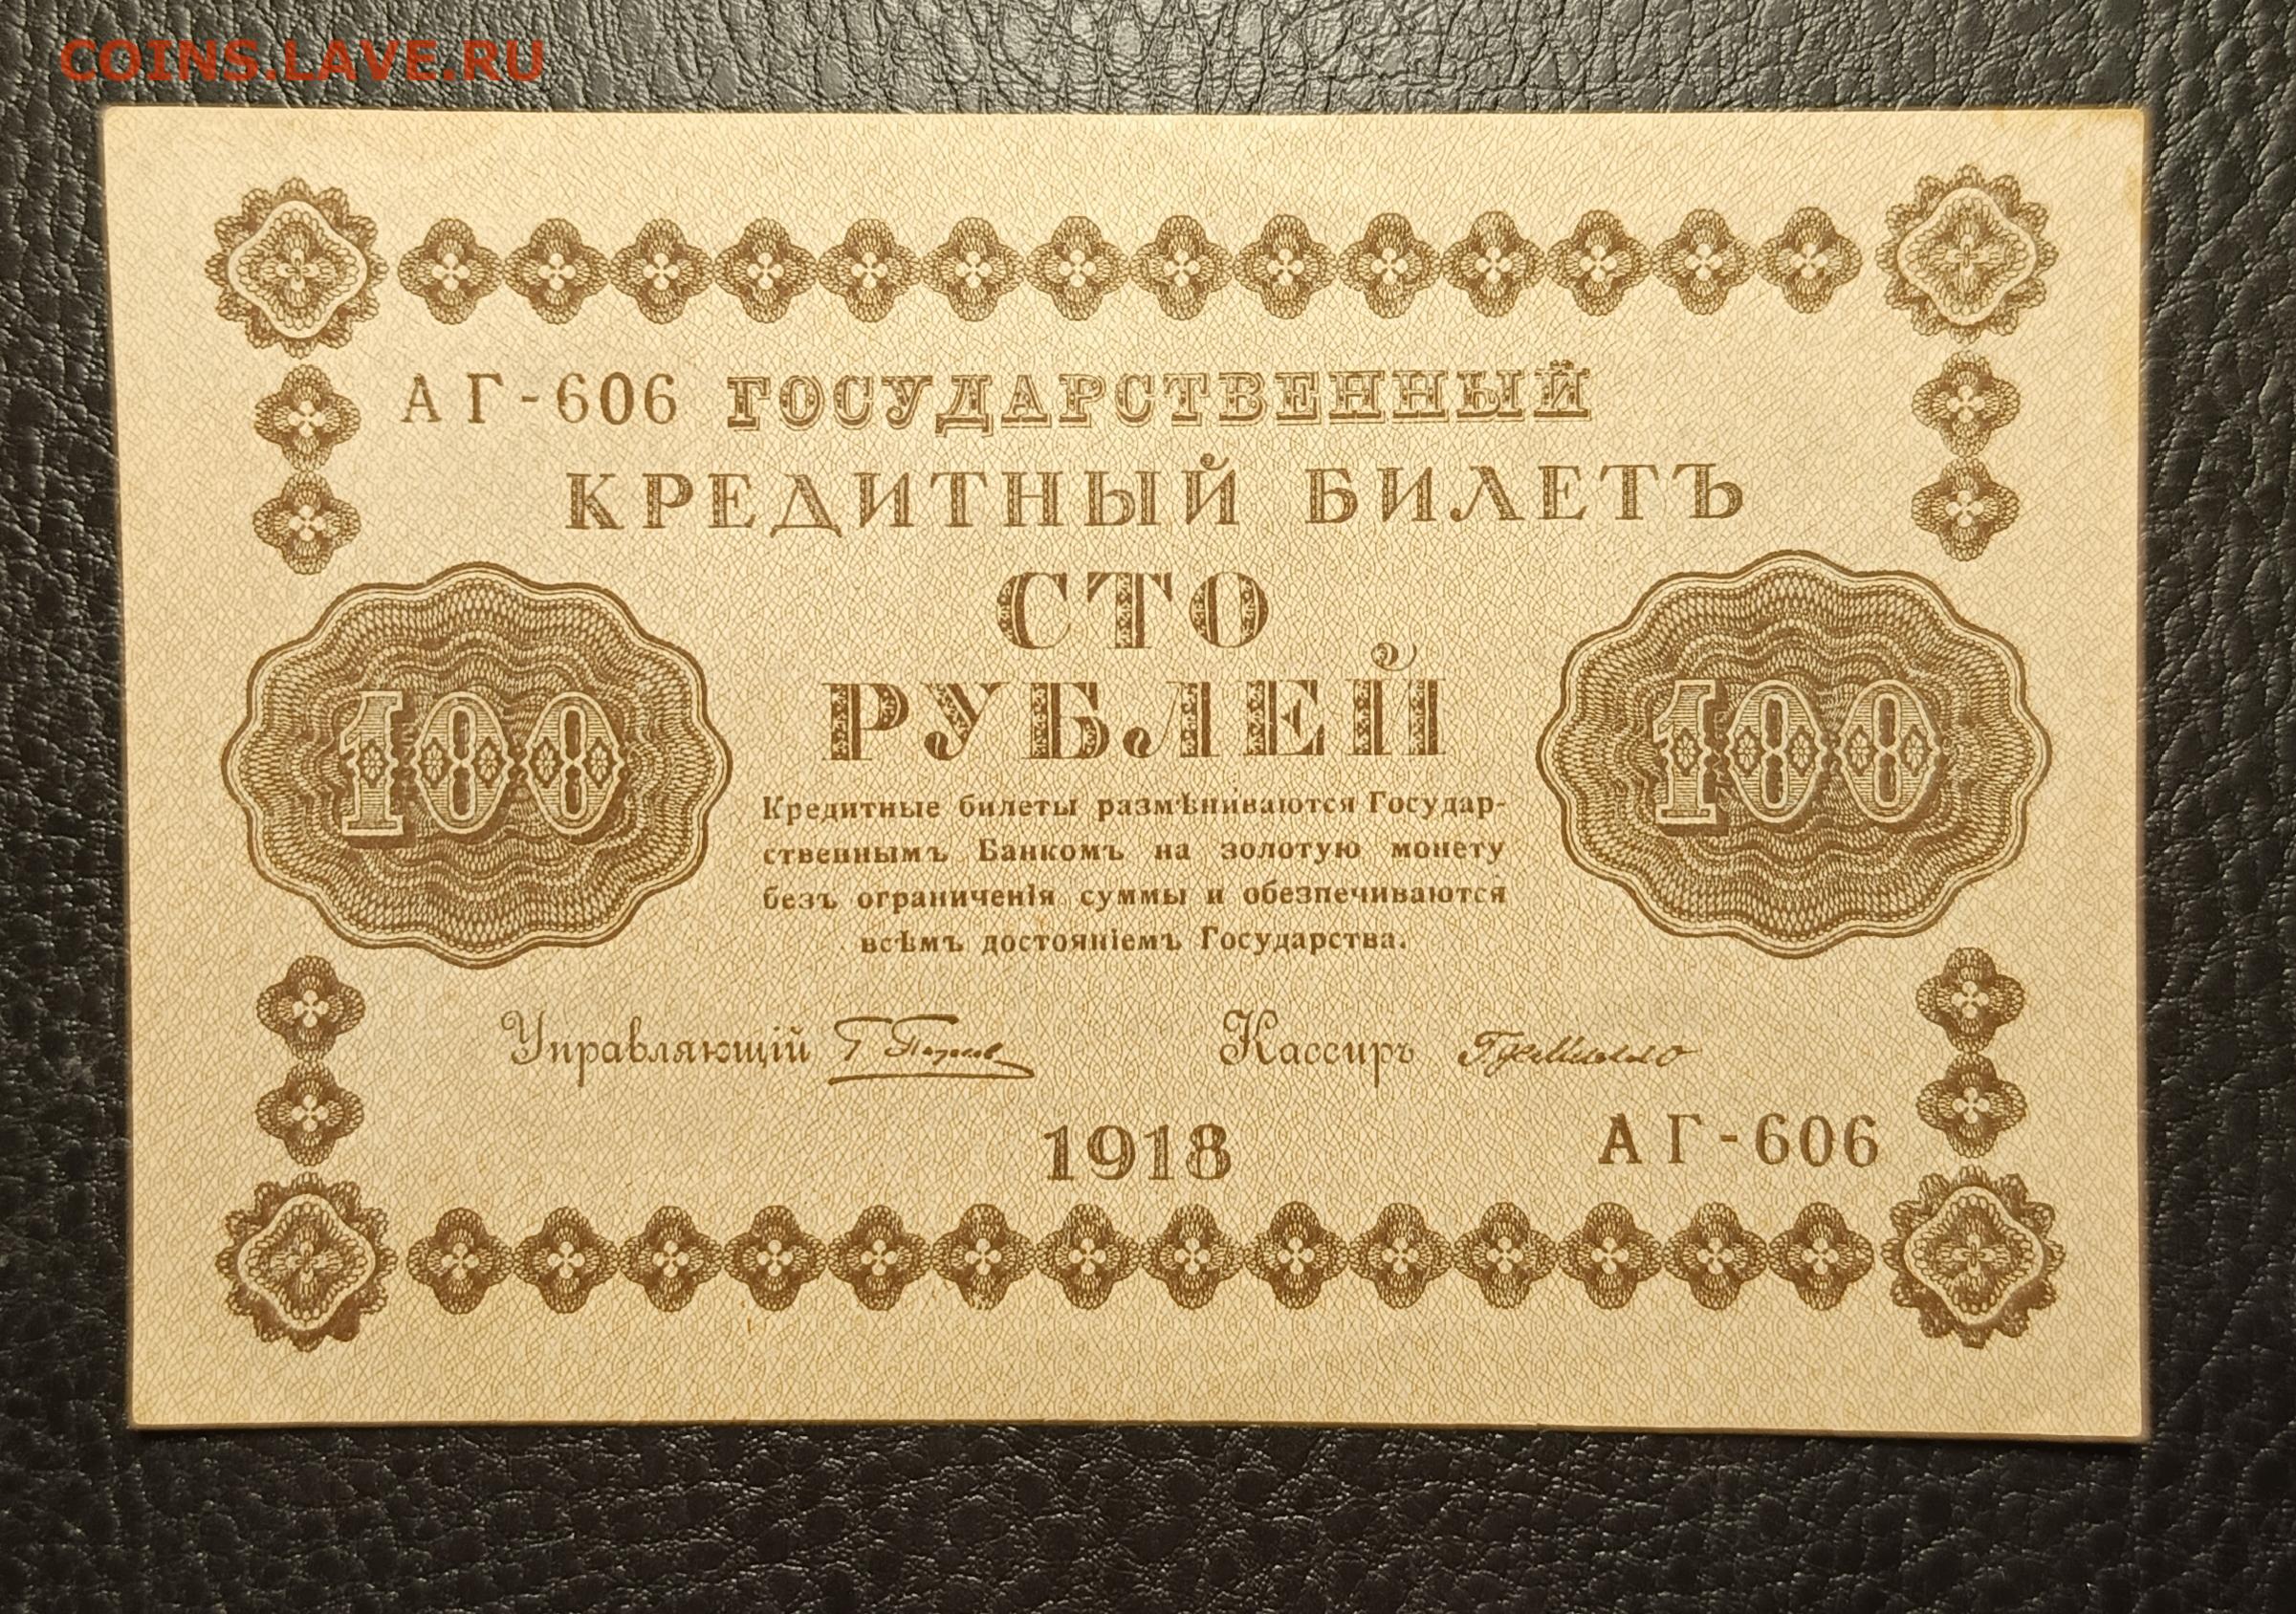 COINS.LAVE.RU
АГ-606 ГОСУДАРСТВЕННЫЙ
КРЕДИТНЫЙ БИЛЕТЪ
СТО
РУБЛЕЙ
100 100
Кредитные билеты размѣниваются Государ-
ственнымъ Банкомъ на золотую монету
безъ ограниченія суммы и обезпечиваются
всѣмъ достояніемъ Государства.
Управляющій Кассиръ
1918 АГ-606